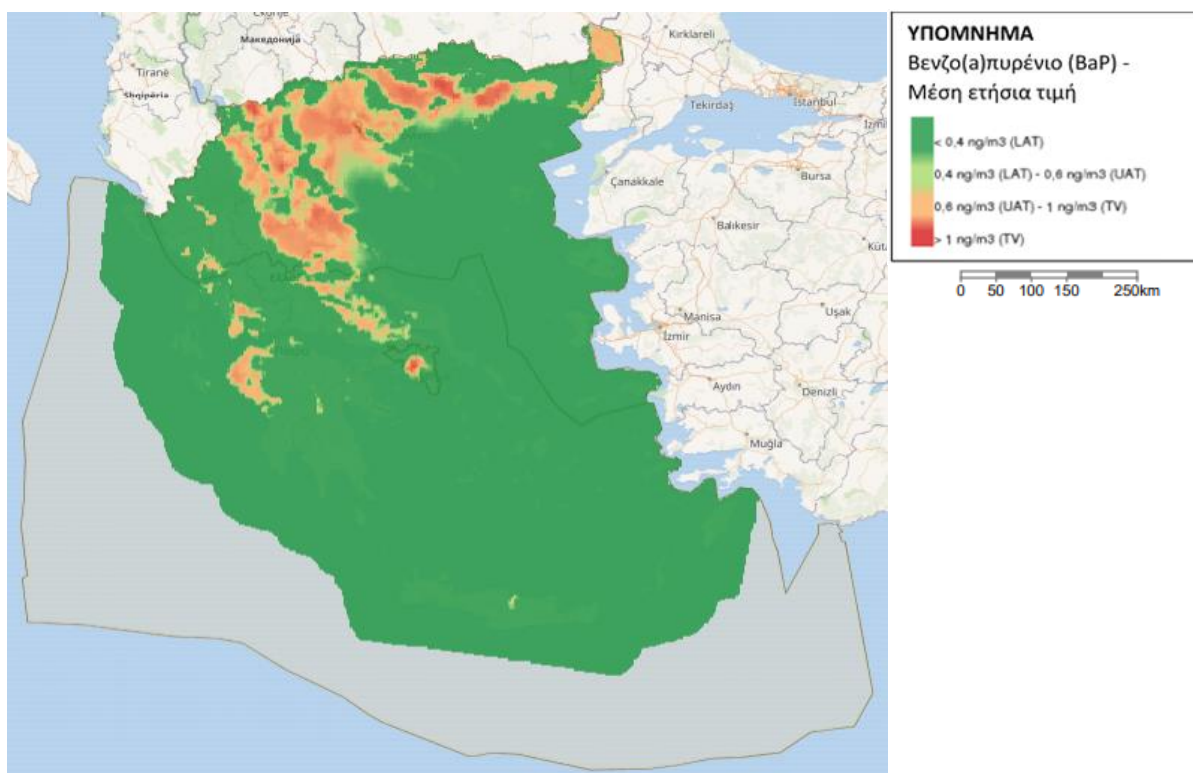 Македонија
Kırklareli
Tiranë
Shqipëria
Tekirdağ
İstanbul
Çanakkale
Bursa
Balıkesir
Manisa
Uşak
İzmir
Aydın
Denizli
Muğla
ΥΠΟΜΝΗΜΑ
Βενζο(α)πυρένιο (BaP) -
Μέση ετήσια τιμή
< 0,4 ng/m3 (LAT)
0,4 ng/m3 (LAT) - 0,6 ng/m3 (UAT)
0,6 ng/m3 (UAT) - 1 ng/m3 (TV)
> 1 ng/m3 (TV)
0 50 100 150 250km